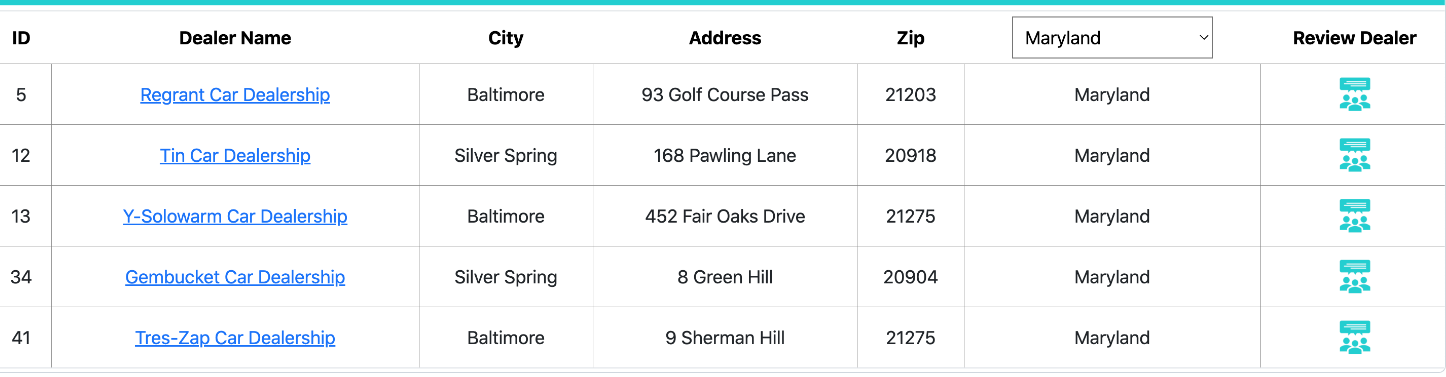 ID Dealer Name City Address Zip Maryland Review Dealer
5 Regrant Car Dealership Baltimore 93 Golf Course Pass 21203 Maryland
12 Tin Car Dealership Silver Spring 168 Pawling Lane 20918 Maryland
13 Y-Solowarm Car Dealership Baltimore 452 Fair Oaks Drive 21275 Maryland
34 Gembucket Car Dealership Silver Spring 8 Green Hill 20904 Maryland
41 Tres-Zap Car Dealership Baltimore 9 Sherman Hill 21275 Maryland